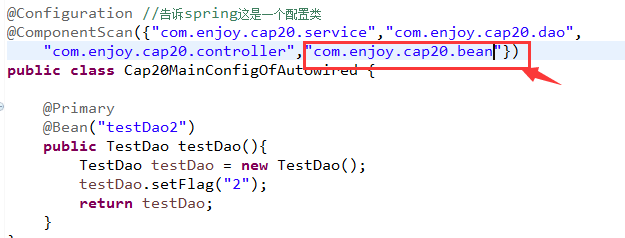 @Configuration //告诉spring这是一个配置类
@ComponentScan({"com.enjoy.cap20.service","com.enjoy.cap20.dao",
"com.enjoy.cap20.controller","com.enjoy.cap20.bean"})
public class Cap20MainConfigOfAutowired {
@Primary
@Bean("testDao2")
public TestDao testDao(){
TestDao testDao = new TestDao();
testDao.setFlag("2");
return testDao;
}